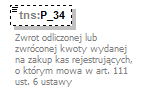 tns:P_34
Zwrot odliczonej lub
zwróconej kwoty wydanej
na zakup kas rejestrujących,
o którym mowa w art. 111
ust. 6 ustawy